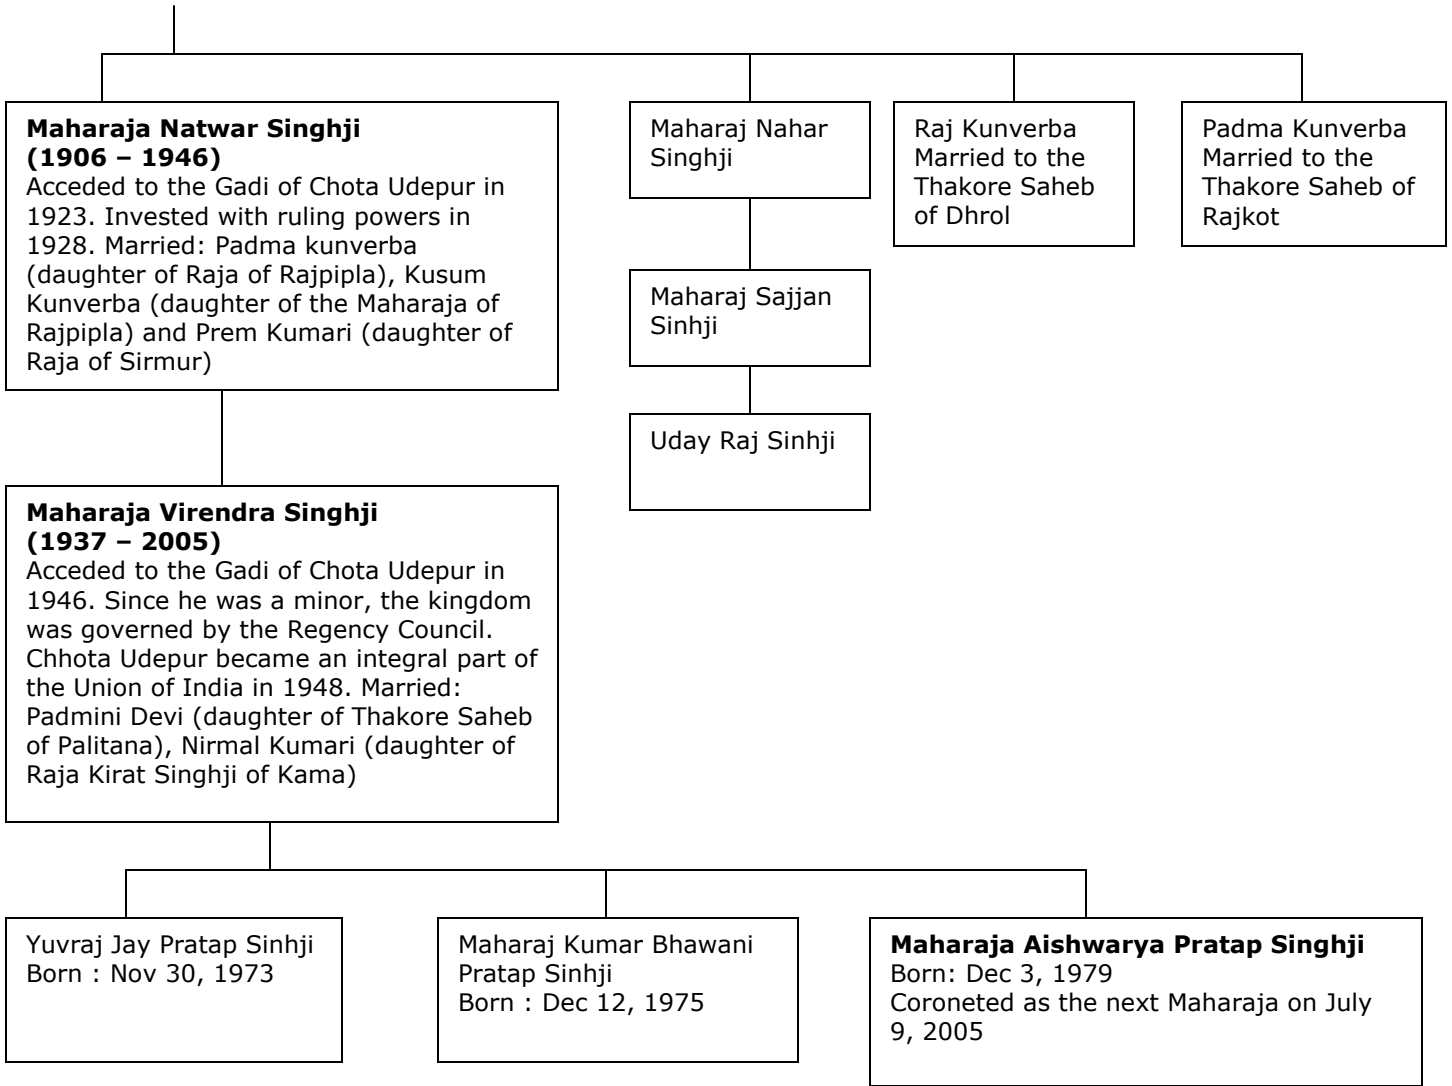 Maharaja Natwar Singhji
(1906 – 1946)
Acceded to the Gadi of Chota Udepur in
1923. Invested with ruling powers in
1928. Married: Padma kunverba
(daughter of Raja of Rajpipla), Kusum
Kunverba (daughter of the Maharaja of
Rajpipla) and Prem Kumari (daughter of
Raja of Sirmur)
Maharaj Nahar
Singhji
Raj Kunverba
Married to the
Thakore Saheb
of Dhrol
Padma Kunverba
Married to the
Thakore Saheb of
Rajkot
Maharaj Sajjan
Sinhji
Uday Raj Sinhji
Maharaja Virendra Singhji
(1937 – 2005)
Acceded to the Gadi of Chota Udepur in
1946. Since he was a minor, the kingdom
was governed by the Regency Council.
Chhota Udepur became an integral part of
the Union of India in 1948. Married:
Padmini Devi (daughter of Thakore Saheb
of Palitana), Nirmal Kumari (daughter of
Raja Kirat Singhji of Kama)
Yuvraj Jay Pratap Sinhji
Born : Nov 30, 1973
Maharaj Kumar Bhawani
Pratap Sinhji
Born : Dec 12, 1975
Maharaja Aishwarya Pratap Singhji
Born: Dec 3, 1979
Coroneted as the next Maharaja on July
9, 2005